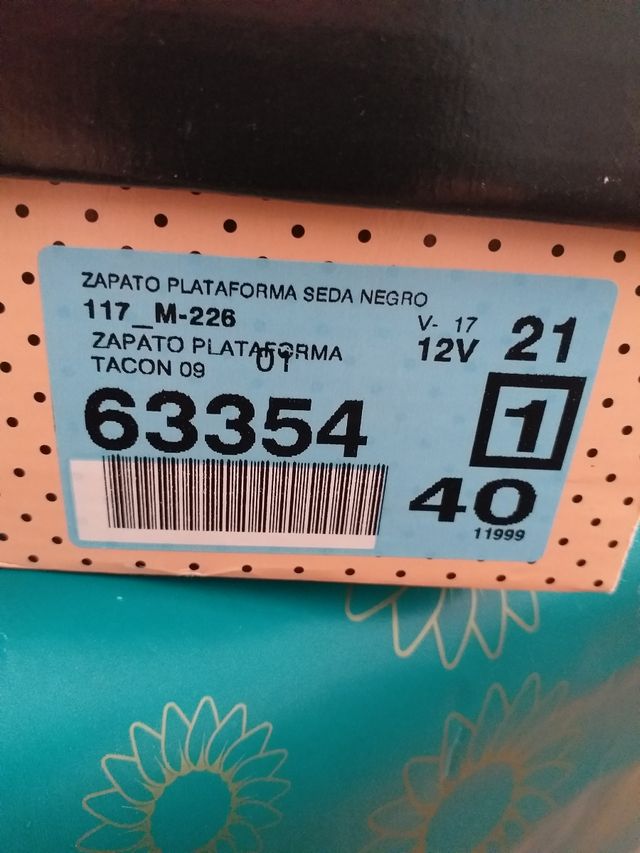 ZAPATO PLATAFORMA SEDA NEGRO
117_M-226
V- 17
21
ZAPATO PLATAFORMA
12V
01
TACON 09
63354
1
40
11999